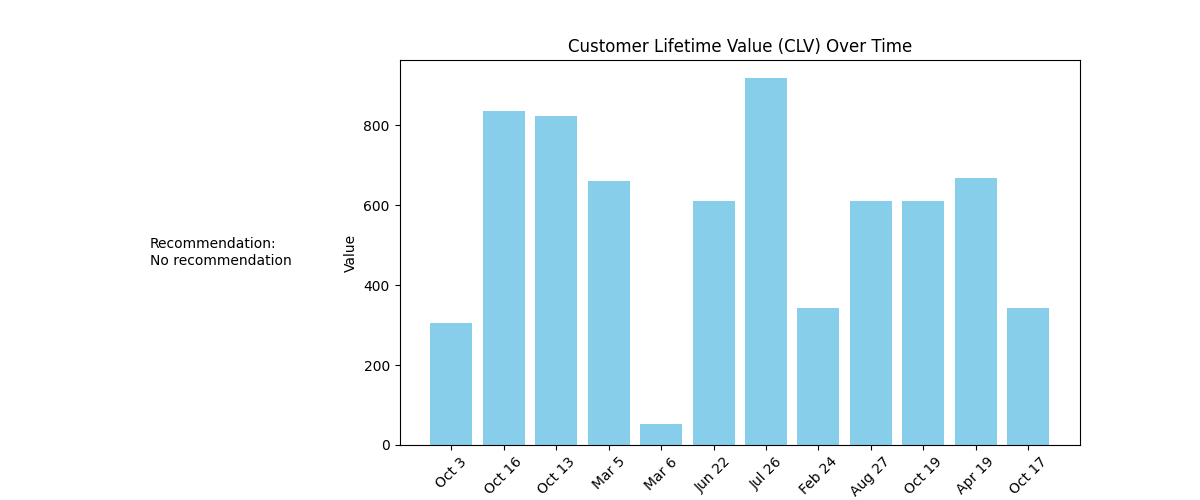 Customer Lifetime Value (CLV) Over Time
Recommendation:
No recommendation
Value
800
600
400
200
0
Oct 3
Oct 16
Oct 13
Mar 5
Mar 6
Jun 22
Jul 26
Feb 24
Aug 27
Oct 19
Apr 19
Oct 17